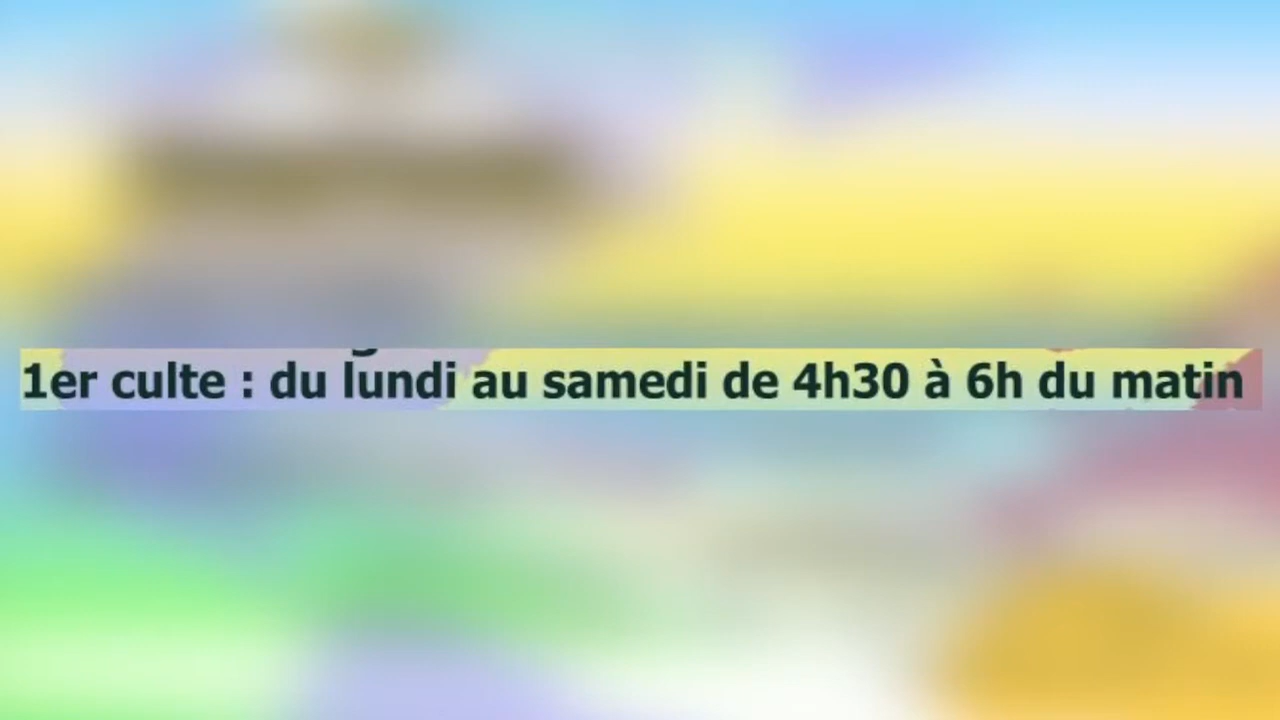 1er culte : du lundi au samedi de 4h30 à 6h du matin